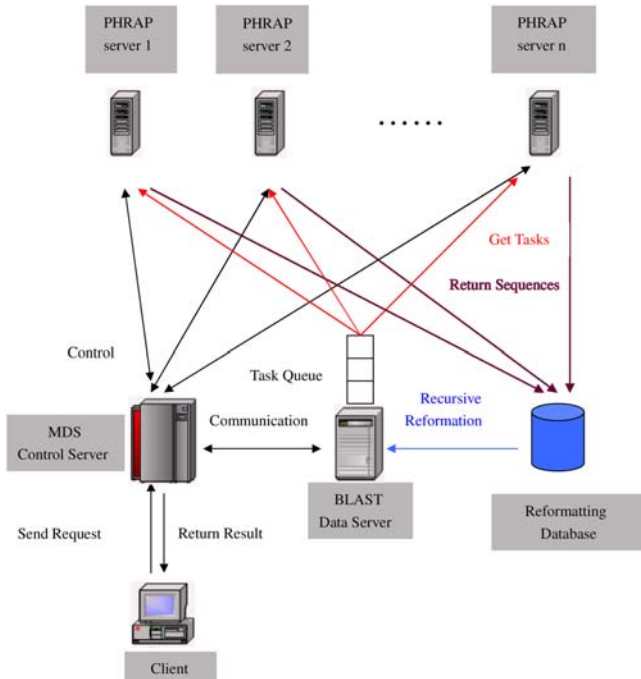 PHRAP
server 1
PHRAP
server 2
PHRAP
server n
......
Get Tasks
Return Sequences
Control
Task Queue
Recursive
Reformation
MDS
Control Server
Communication
BLAST
Data Server
Reformatting
Database
Send Request
Return Result
Client